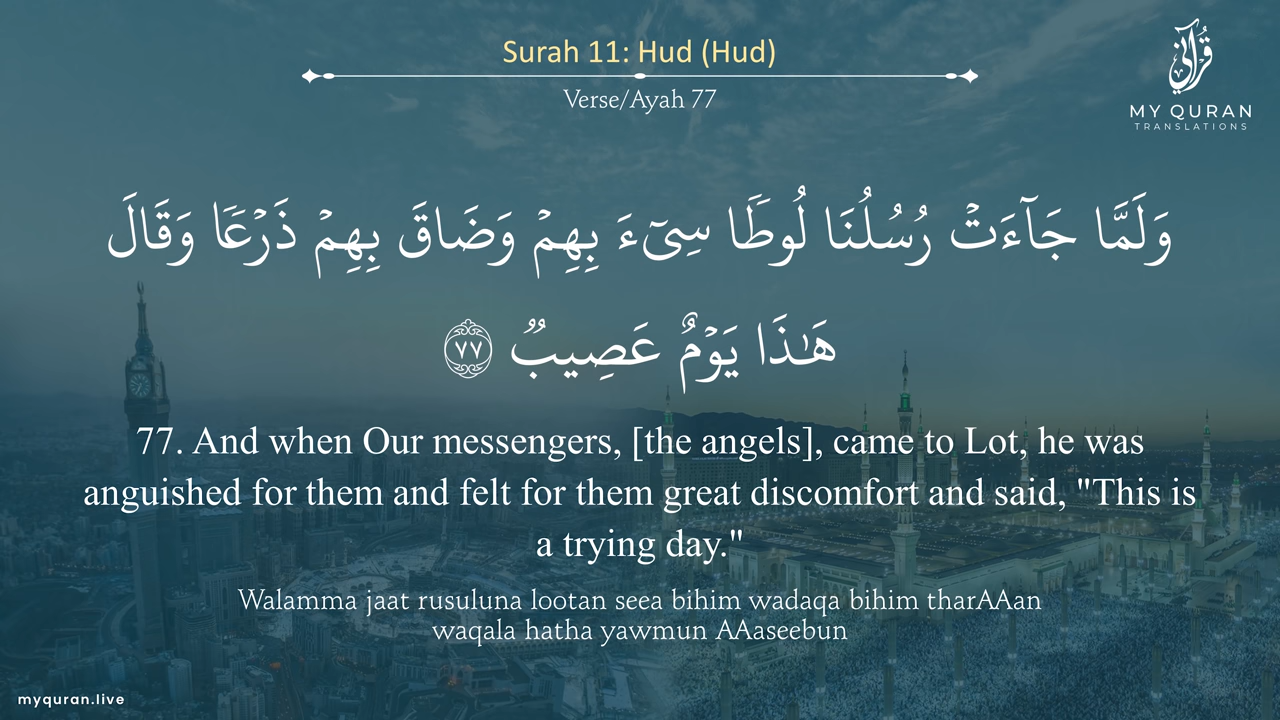 Surah 11: Hud (Hud)
Verse/Ayah 77
قُرْآنِي
MY QURAN
TRANSLATIONS
وَلَمَّا جَآءَتْ رُسُلُنَا لُوطًا سِىٓءَ بِهِمْ وَضَاقَ بِهِمْ ذَرْعًا وَقَالَ
هَـٰذَا يَوْمٌ عَصِيبٌ ٧٧
77. And when Our messengers, [the angels], came to Lot, he was
anguished for them and felt for them great discomfort and said, "This is
a trying day."
Walamma jaat rusuluna lootan seea bihim wadaqa bihim tharAAan
waqala hatha yawmun AAaseebun
myquran.live